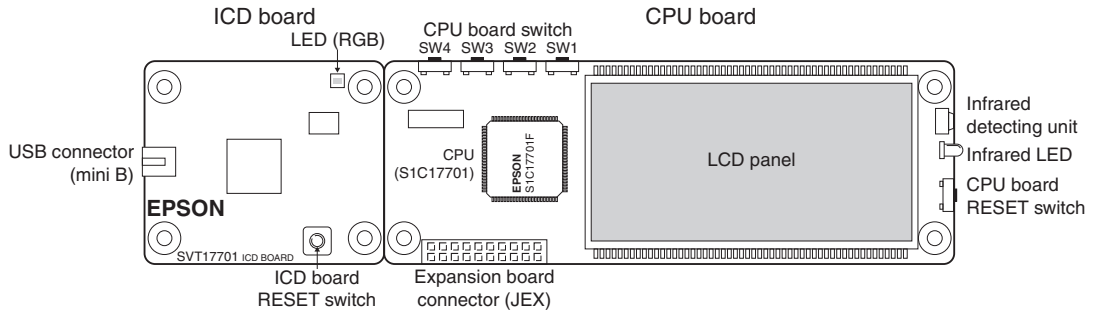 ICD board
CPU board
LED (RGB)
CPU board switch
SW4 SW3 SW2 SW1
USB connector
(mini B)
CPU
(S1C17701)
EPSON
S1C17701F
LCD panel
Infrared
detecting unit
Infrared LED
CPU board
RESET switch
EPSON
SVT17701 ICD BOARD
ICD board
RESET switch
Expansion board
connector (JEX)